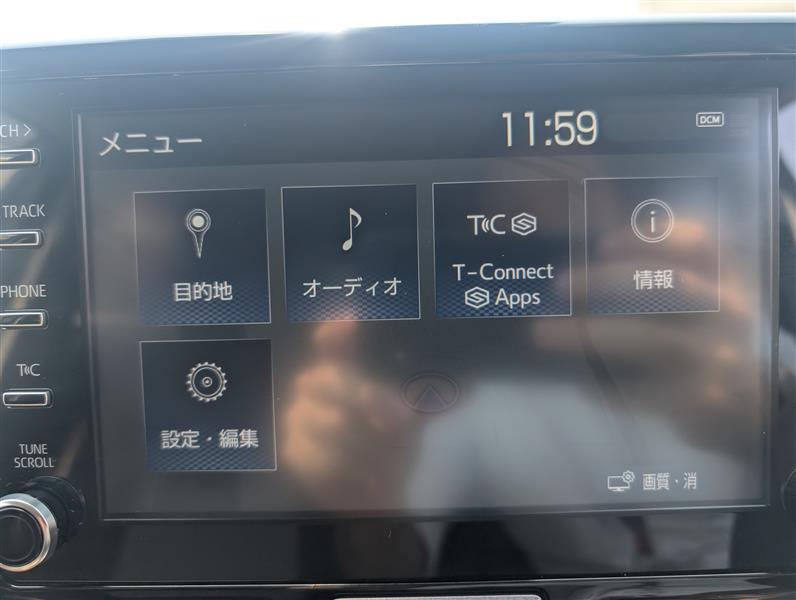 CH >
TRACK
PHONE
T C
TUNE
SCROLL
メニュー
11:59
DCM
目的地
オーディオ
T C
T-Connect
Apps
情報
設定・編集
画質・消